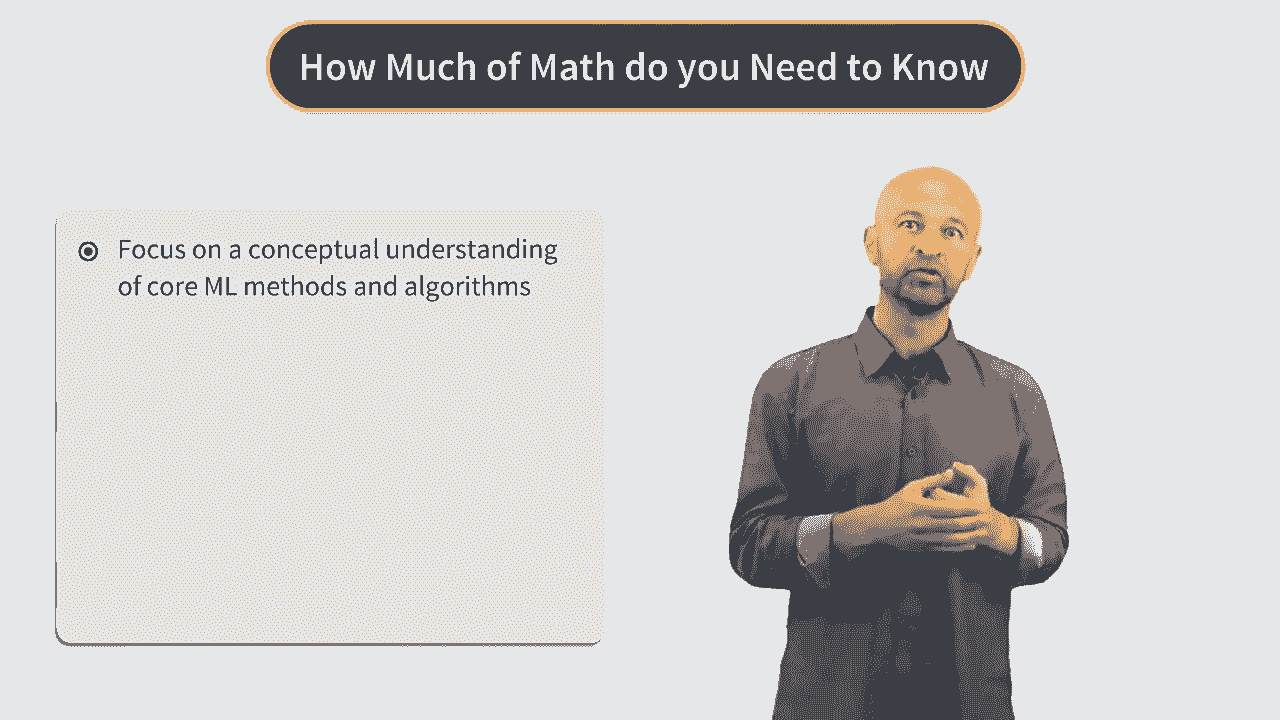 How Much of Math do you Need to Know
Focus on a conceptual understanding
of core ML methods and algorithms